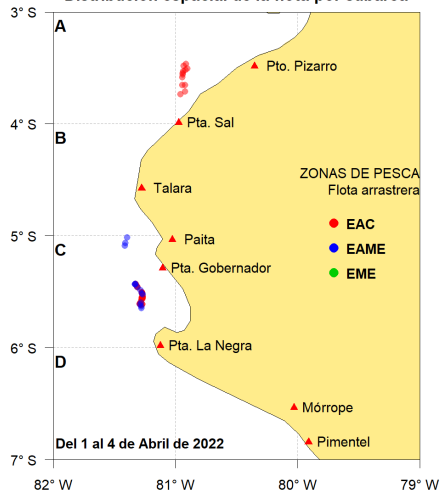 3° S
A
Pto. Pizarro
4° S
Pta. Sal
B
ZONAS DE PESCA
Flota arrastrera
Talara
EAC
5° S
Paita
EAME
C
Pta. Gobernador
EME
6° S
Pta. La Negra
D
Mórrope
Del 1 al 4 de Abril de 2022
Pimentel
7° S
82° W
81° W
80° W
79° W